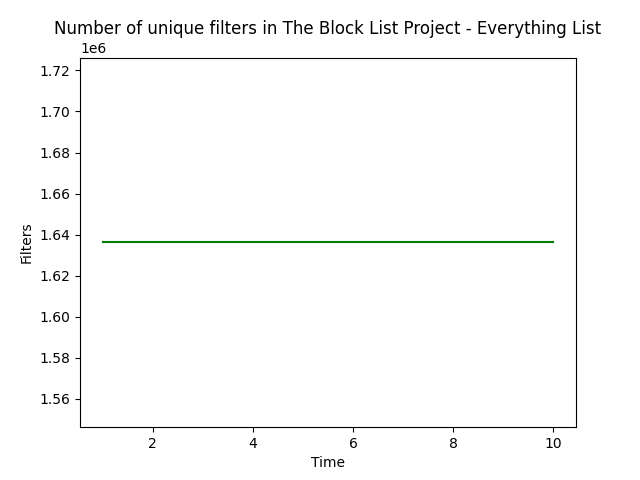 Number of unique filters in The Block List Project - Everything List
1e6
1.72
1.70
1.68
1.66
1.64
1.62
1.60
1.58
1.56
Filters
2 4 6 8 10
Time